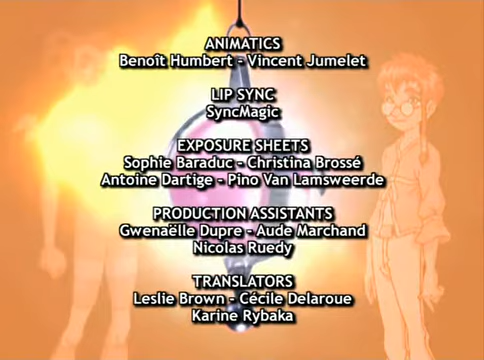 ANIMATICS
Benoît Humbert - Vincent Jumelet
LIP SYNC
SyncMagic
EXPOSURE SHEETS
Sophie Baraduc - Christina Brossé
Antoine Dartige - Pino Van Lamsweerde
PRODUCTION ASSISTANTS
Gwenaëlle Dupre - Aude Marchand
Nicolas Ruedy
TRANSLATORS
Leslie Brown - Cécile Delaroue
Karine Rybaka